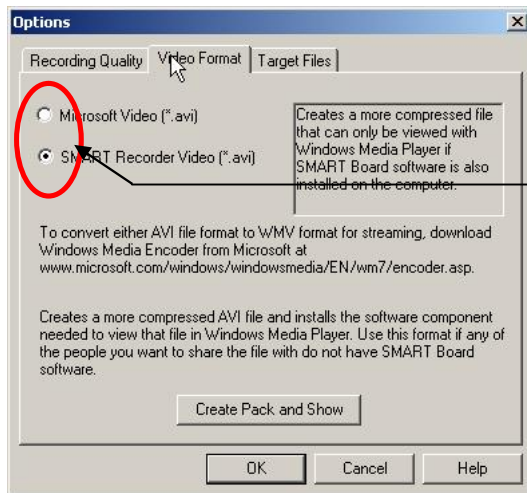 Options
Recording Quality Video Format Target Files
Microsoft Video (*.avi)
SMART Recorder Video (*.avi)
Creates a more compressed file
that can only be viewed with
Windows Media Player if
SMART Board software is also
installed on the computer.
To convert either AVI file format to WMV format for streaming, download
Windows Media Encoder from Microsoft at
www.microsoft.com/windows/windowsmedia/EN/wm7/encoder.asp.
Creates a more compressed AVI file and installs the software component
needed to view that file in Windows Media Player. Use this format if any of
the people you want to share the file with do not have SMART Board
software.
Create Pack and Show
OK Cancel Help